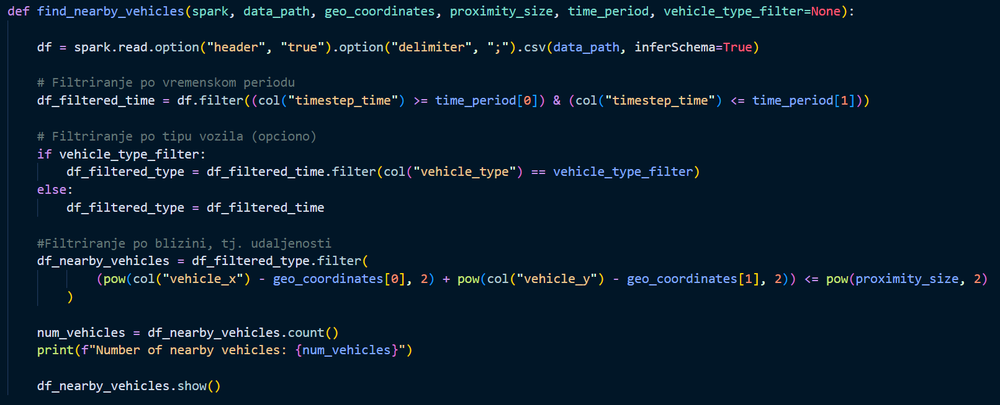 def find_nearby_vehicles(spark, data_path, geo_coordinates, proximity_size, time_period, vehicle_type_filter=None):
df = spark.read.option("header", "true").option("delimiter", ";").csv(data_path, inferSchema=True)
# Filtriranje po vremenskom periodu
df_filtered_time = df.filter((col("timestep_time") >= time_period[0]) & (col("timestep_time") <= time_period[1]))
# Filtriranje po tipu vozila (opciono)
if vehicle_type_filter:
df_filtered_type = df_filtered_time.filter(col("vehicle_type") == vehicle_type_filter)
else:
df_filtered_type = df_filtered_time
#Filtriranje po blizini, tj. udaljenosti
df_nearby_vehicles = df_filtered_type.filter(
(pow(col("vehicle_x") - geo_coordinates[0], 2) + pow(col("vehicle_y") - geo_coordinates[1], 2)) <= pow(proximity_size, 2)
)
num_vehicles = df_nearby_vehicles.count()
print(f"Number of nearby vehicles: {num_vehicles}")
df_nearby_vehicles.show()